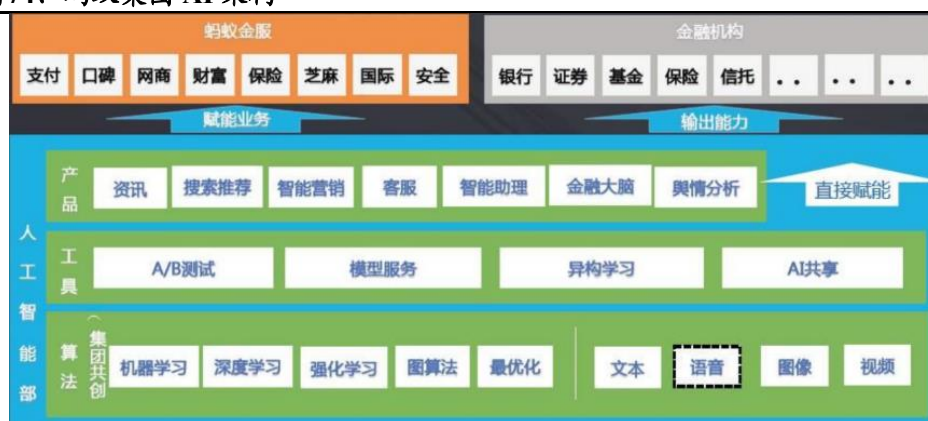 蚂蚁金服
金融机构
支付 口碑 网商 财富 保险 芝麻 国际 安全
银行 证券 基金 保险 信托 . . . . . .
赋能业务
输出能力
人工智能部
产品
资讯 搜索推荐 智能营销 客服 智能助理 金融大脑 舆情分析
直接赋能
工具
A/B测试 模型服务 异构学习 AI共享
算法
（集团共创
机器学习 深度学习 强化学习 图算法 最优化 文本 语音 图像 视频